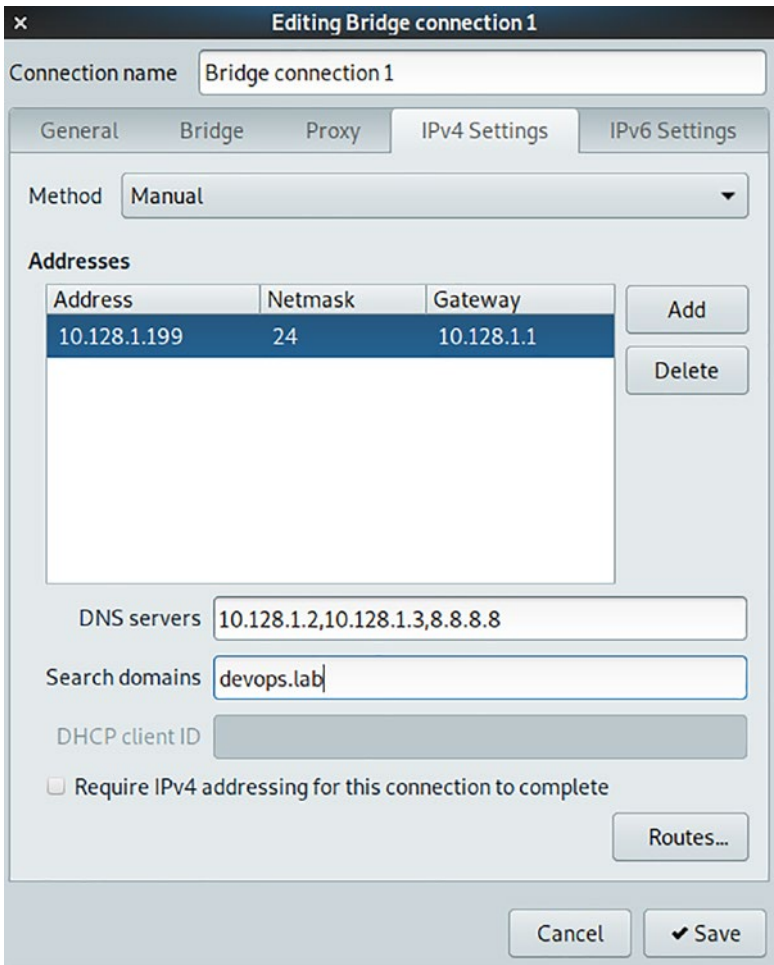 × Editing Bridge connection 1
Connection name Bridge connection 1
General Bridge Proxy IPv4 Settings IPv6 Settings
Method Manual
Addresses
Address Netmask Gateway
Add
10.128.1.199 24 10.128.1.1
Delete
DNS servers 10.128.1.2,10.128.1.3,8.8.8.8
Search domains devops.lab
DHCP client ID
Require IPv4 addressing for this connection to complete
Routes...
Cancel ✔ Save